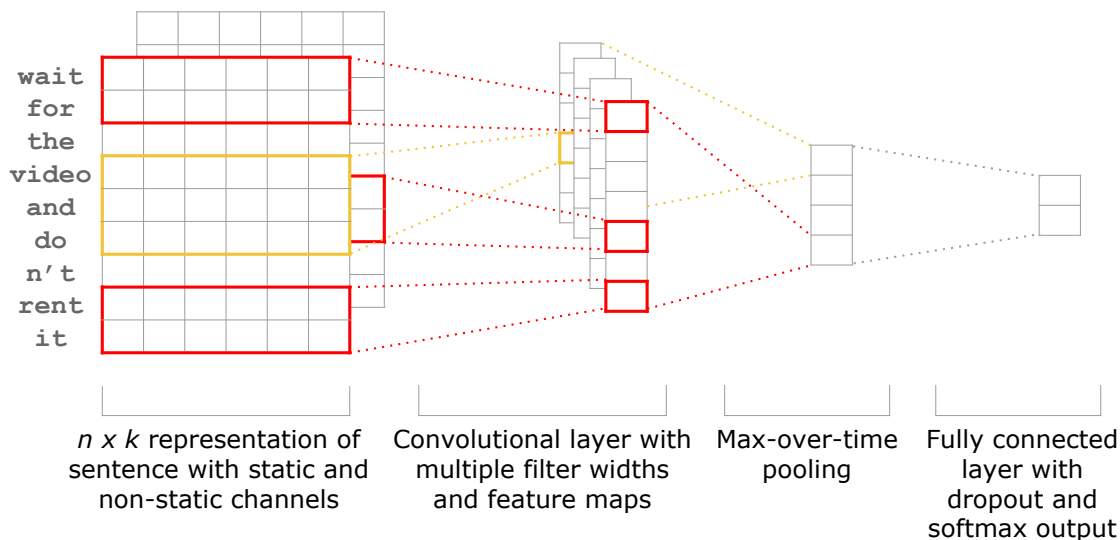 wait
for
the
video
and
do
n't
rent
it
n x k representation of
sentence with static and
non-static channels
Convolutional layer with
multiple filter widths
and feature maps
Max-over-time
pooling
Fully connected
layer with
dropout and
softmax output